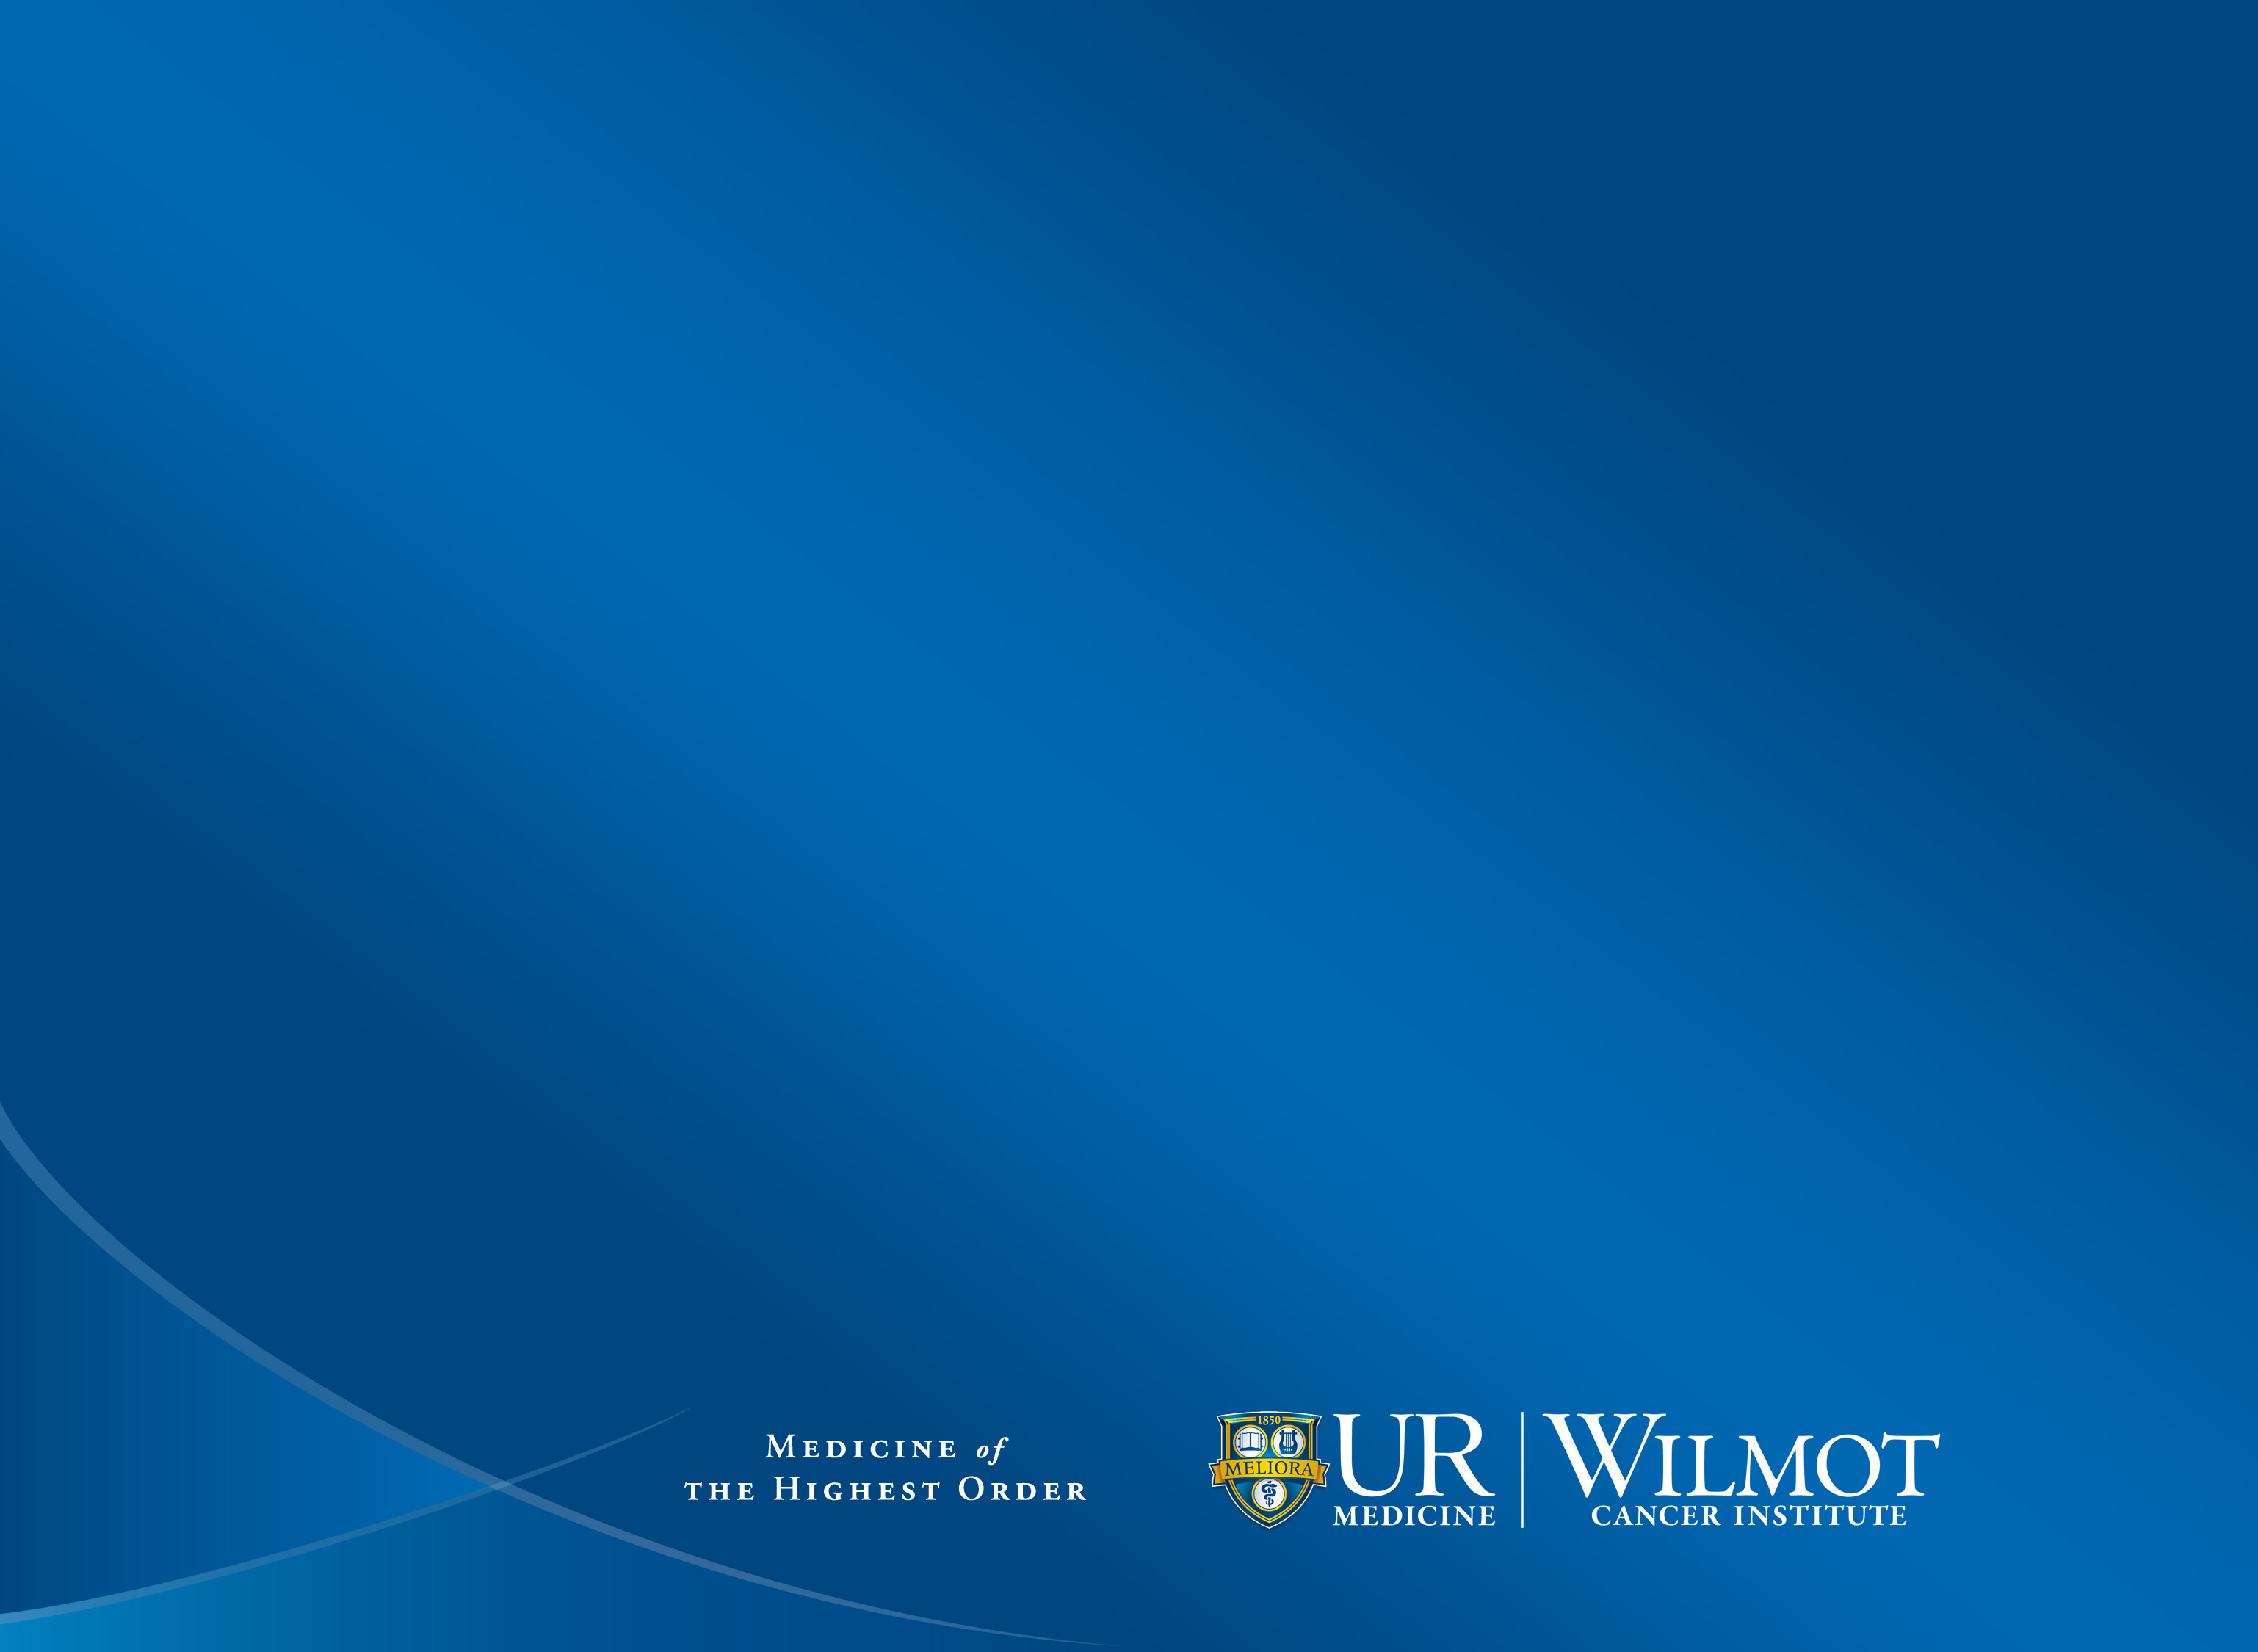 Medicine of
the Highest Order
1850
MELIORA
UR
MEDICINE
WILMOT
CANCER INSTITUTE